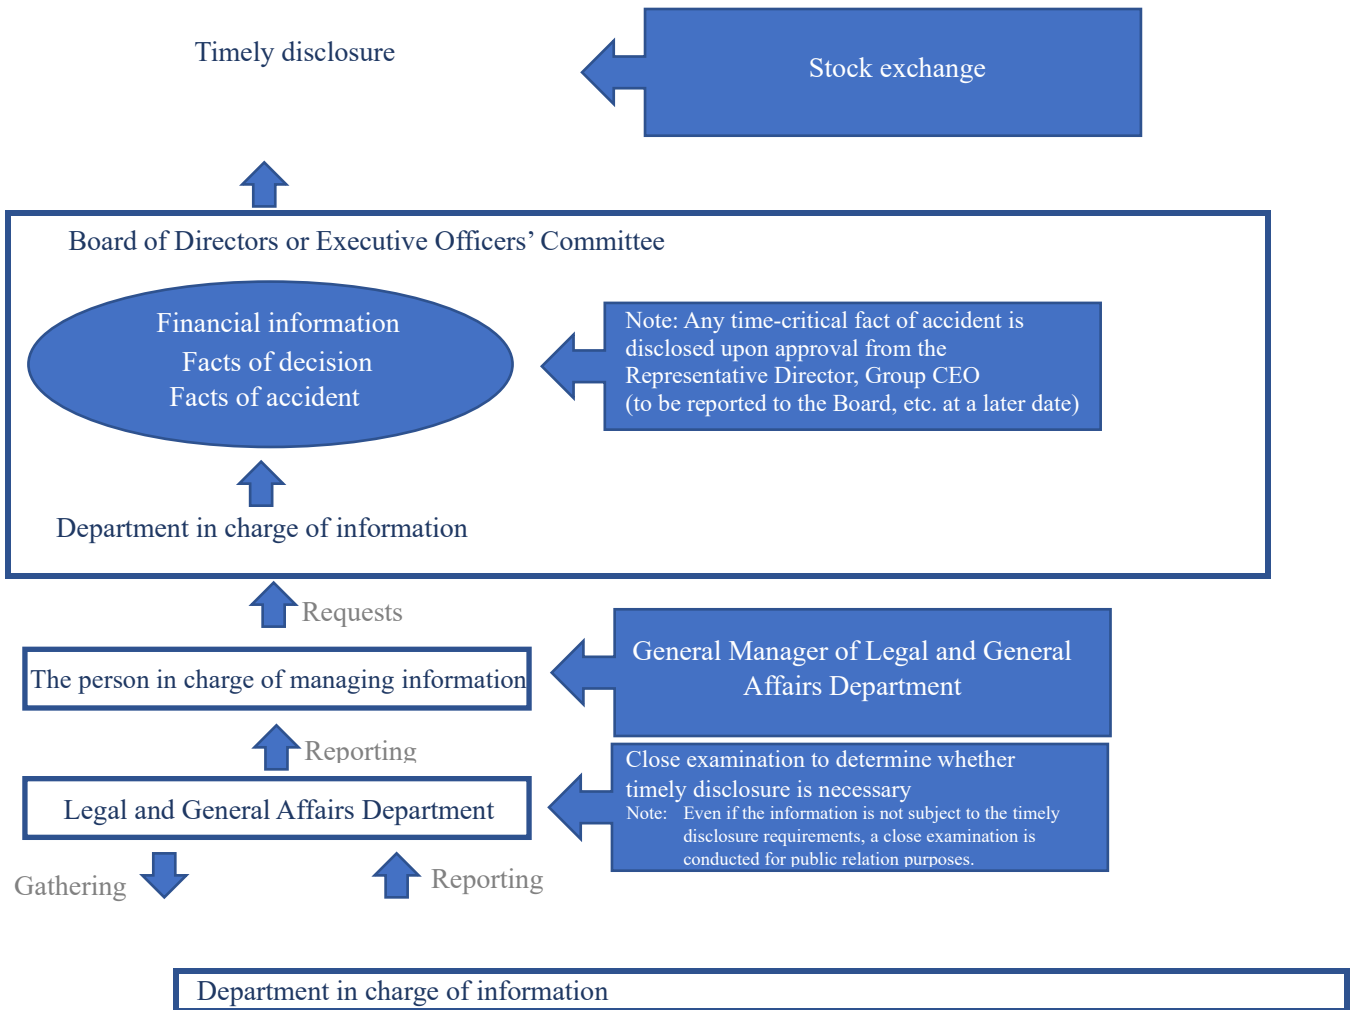 Timely disclosure
Stock exchange
Board of Directors or Executive Officers’ Committee
Financial information
Facts of decision
Facts of accident
Note: Any time-critical fact of accident is
disclosed upon approval from the
Representative Director, Group CEO
(to be reported to the Board, etc. at a later date)
Department in charge of information
Requests
The person in charge of managing information
General Manager of Legal and General
Affairs Department
Reporting
Legal and General Affairs Department
Close examination to determine whether
timely disclosure is necessary
Note: Even if the information is not subject to the timely
disclosure requirements, a close examination is
conducted for public relation purposes.
Gathering
Reporting
Department in charge of information